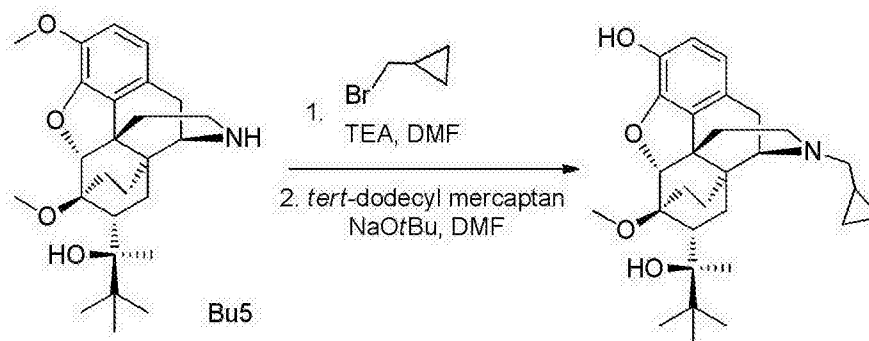 O
HO
Br
1.
TEA, DMF
O
NH
O
N
2. tert-dodecyl mercaptan
NaOtBu, DMF
O
O
HO
HO
Bu5